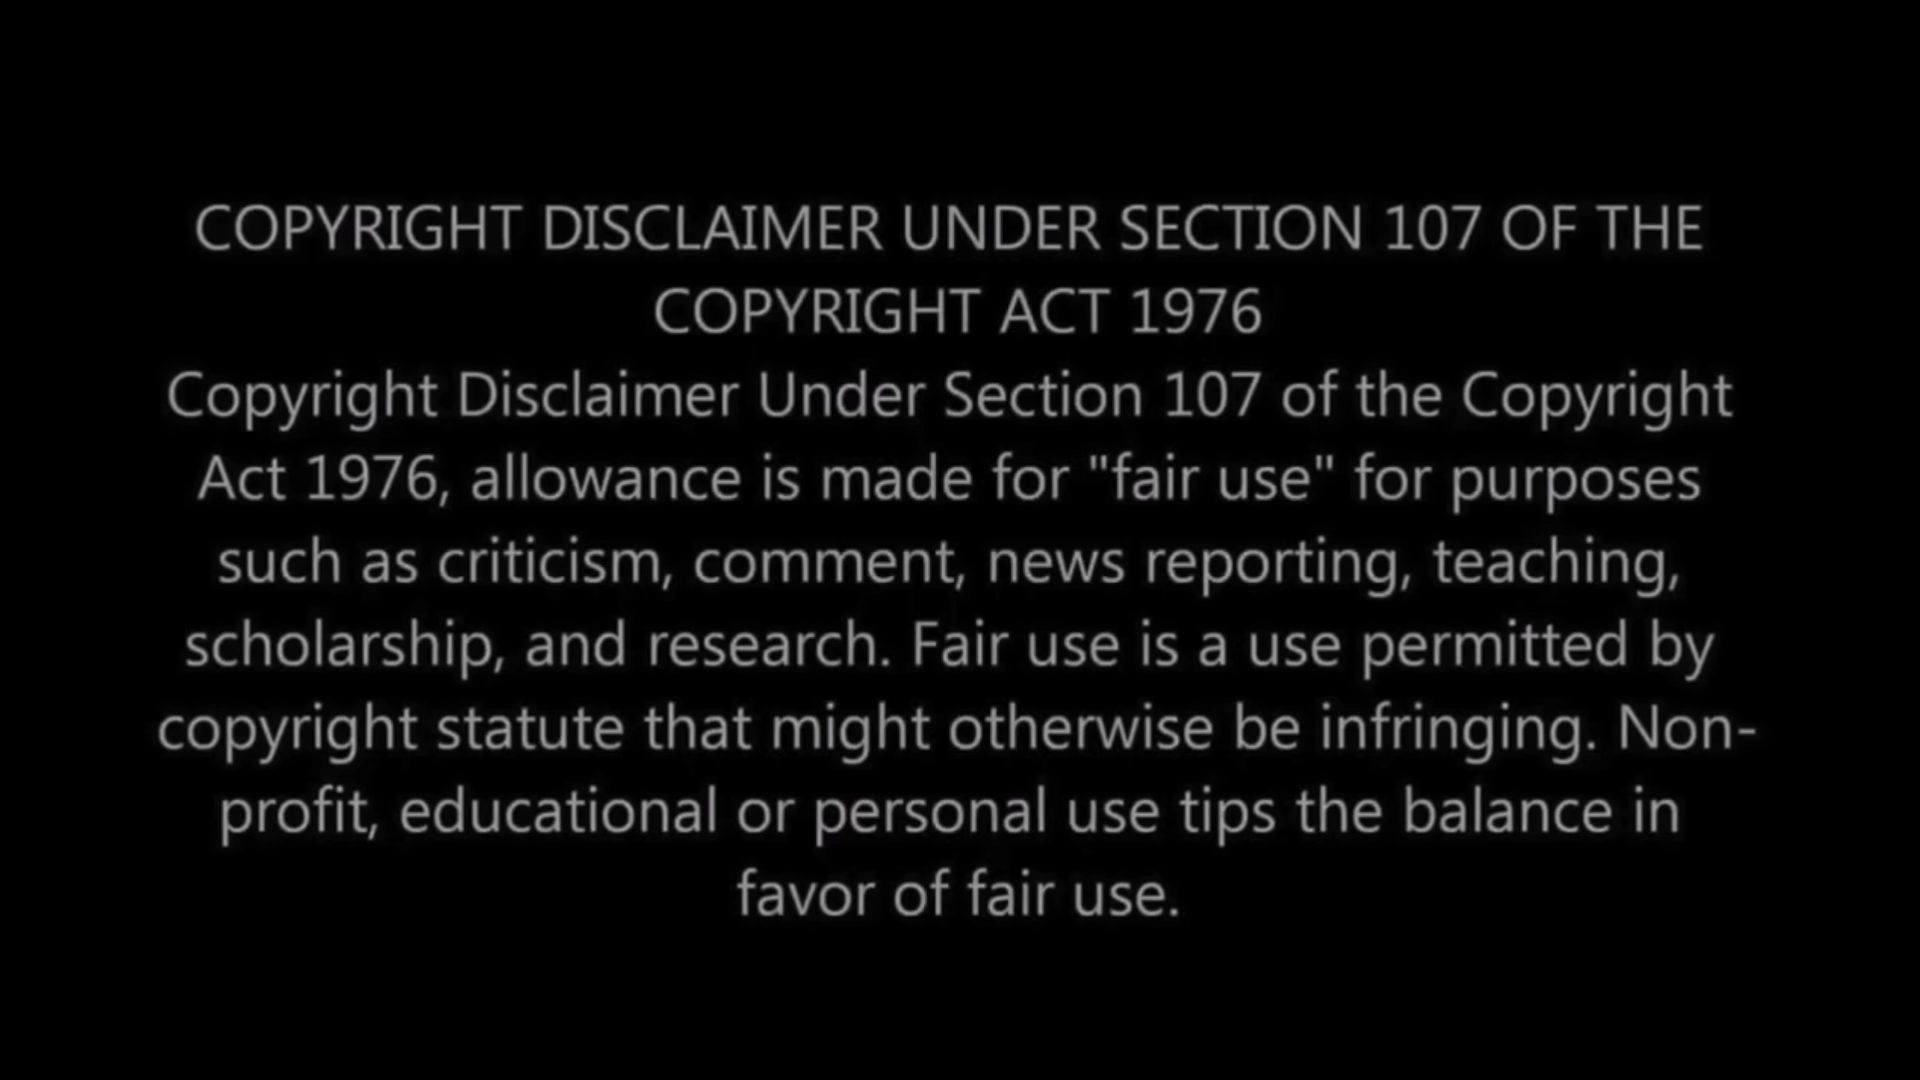 COPYRIGHT DISCLAIMER UNDER SECTION 107 OF THE
COPYRIGHT ACT 1976
Copyright Disclaimer Under Section 107 of the Copyright
Act 1976, allowance is made for "fair use" for purposes
such as criticism, comment, news reporting, teaching,
scholarship, and research. Fair use is a use permitted by
copyright statute that might otherwise be infringing. Non-
profit, educational or personal use tips the balance in
favor of fair use.